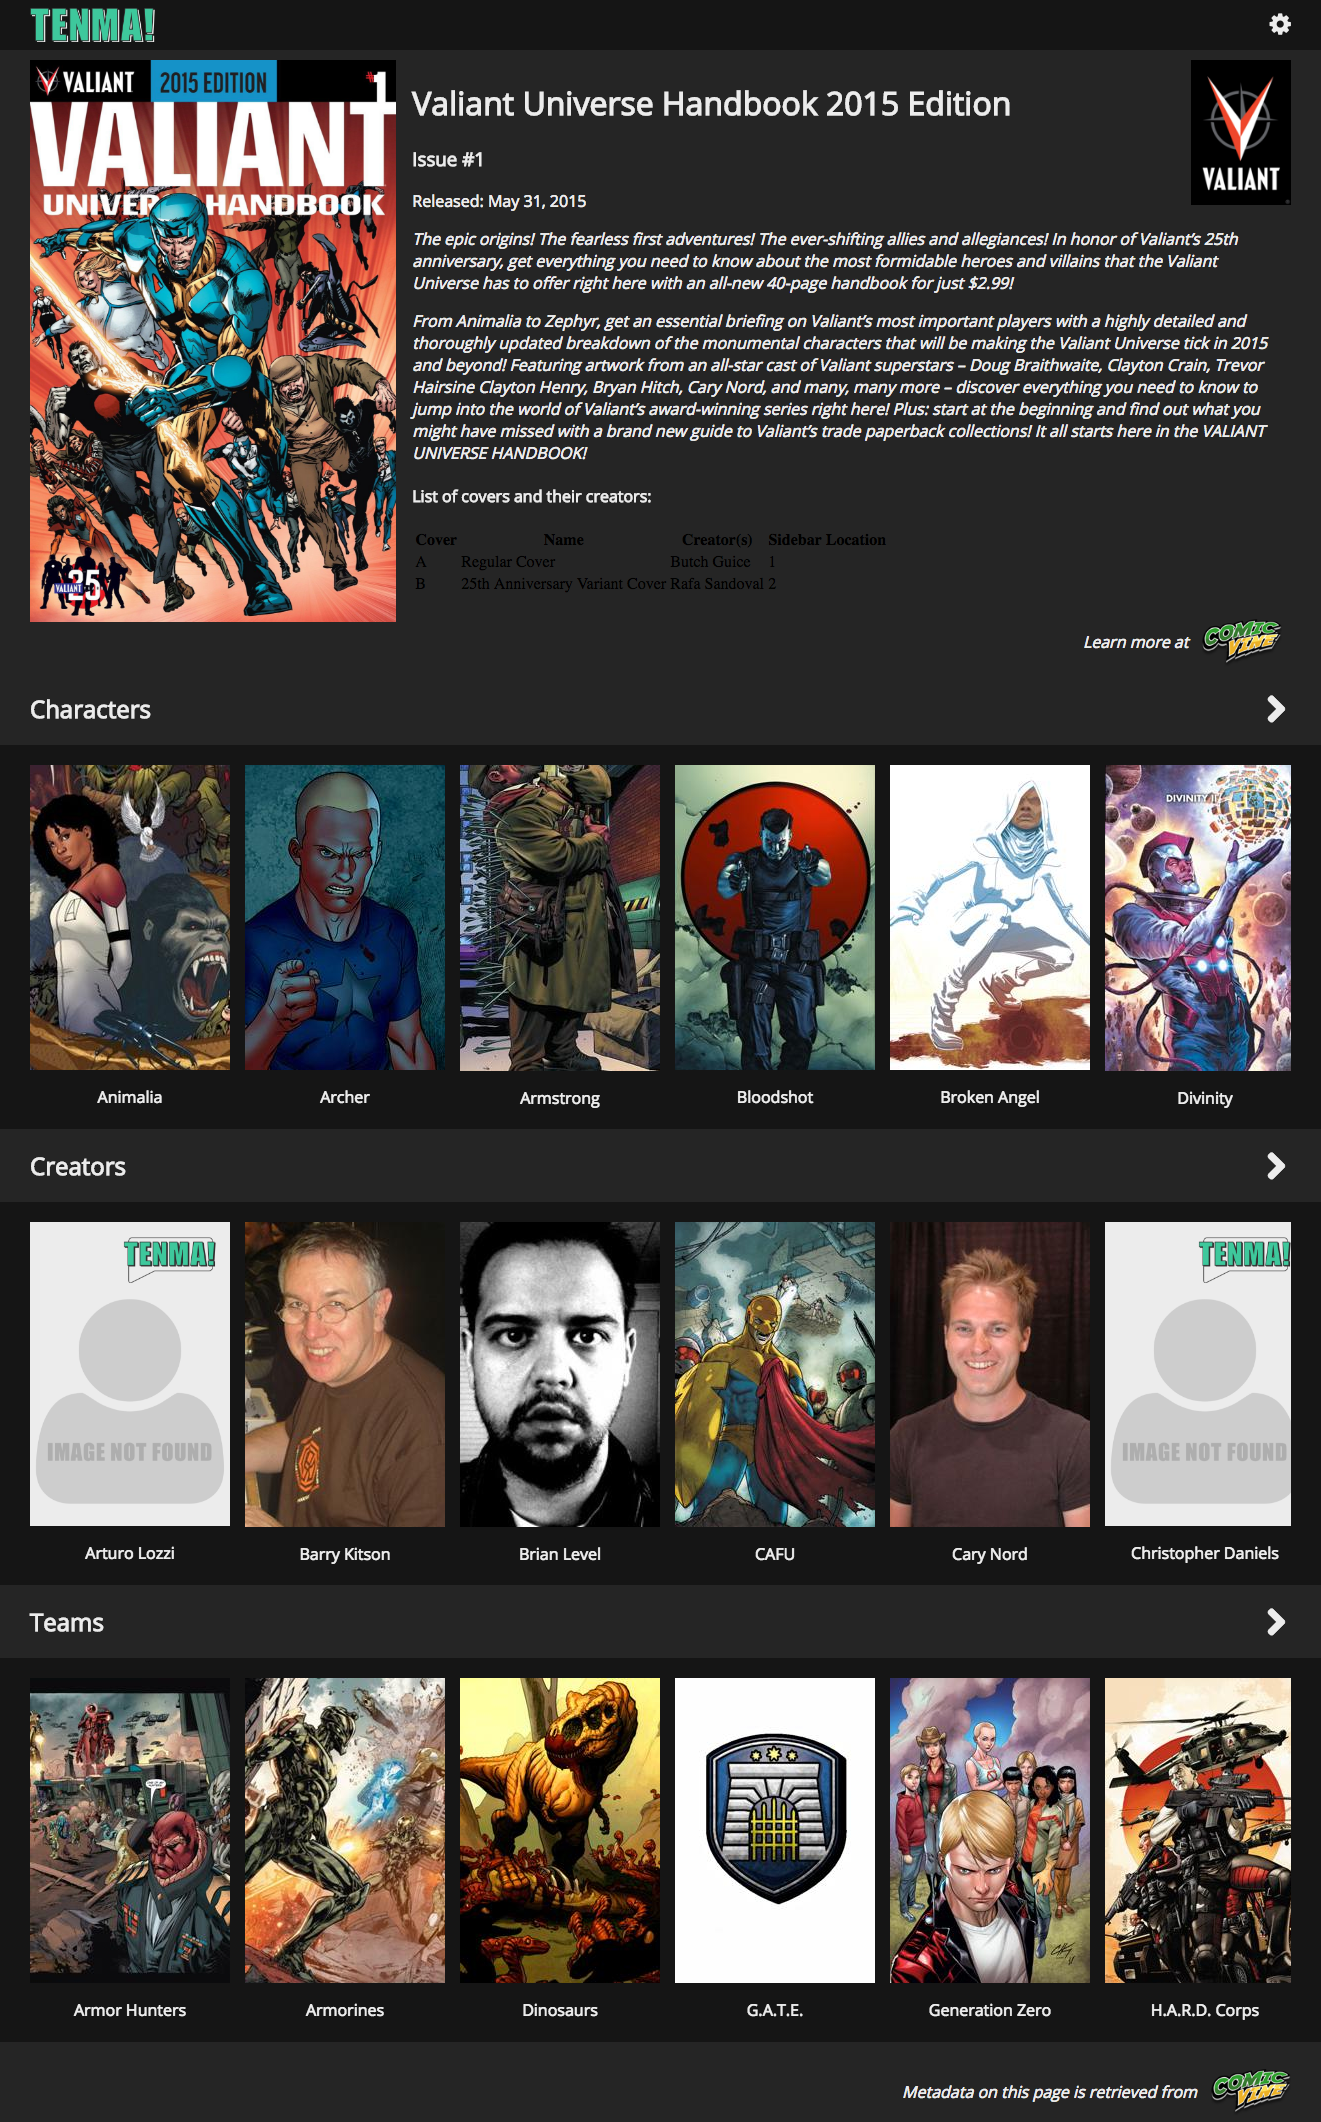 TENMA!
VALIANT 2015 EDITION #1
VALIANT
UNIVERSE HANDBOOK
25
VALIANT
Valiant Universe Handbook 2015 Edition
VALIANT
Issue #1
Released: May 31, 2015
The epic origins! The fearless first adventures! The ever-shifting allies and allegiances! In honor of Valiant’s 25th
anniversary, get everything you need to know about the most formidable heroes and villains that the Valiant
Universe has to offer right here with an all-new 40-page handbook for just $2.99!
From Animalia to Zephyr, get an essential briefing on Valiant’s most important players with a highly detailed and
thoroughly updated breakdown of the monumental characters that will be making the Valiant Universe tick in 2015
and beyond! Featuring artwork from an all-star cast of Valiant superstars – Doug Braithwaite, Clayton Crain, Trevor
Hairsine Clayton Henry, Bryan Hitch, Cary Nord, and many, many more – discover everything you need to know to
jump into the world of Valiant’s award-winning series right here! Plus: start at the beginning and find out what you
might have missed with a brand new guide to Valiant’s trade paperback collections! It all starts here in the VALIANT
UNIVERSE HANDBOOK!
List of covers and their creators:
Cover Name Creator(s) Sidebar Location
A Regular Cover Butch Guice 1
B 25th Anniversary Variant Cover Rafa Sandoval 2
Learn more at COMIC VINE
Characters
DIVINITY II
Animalia Archer Armstrong Bloodshot Broken Angel Divinity
Creators
TENMA! TENMA!
IMAGE NOT FOUND IMAGE NOT FOUND
Arturo Lozzi Barry Kitson Brian Level CAFU Cary Nord Christopher Daniels
Teams
Armor Hunters Armorines Dinosaurs G.A.T.E. Generation Zero H.A.R.D. Corps
Metadata on this page is retrieved from COMIC VINE